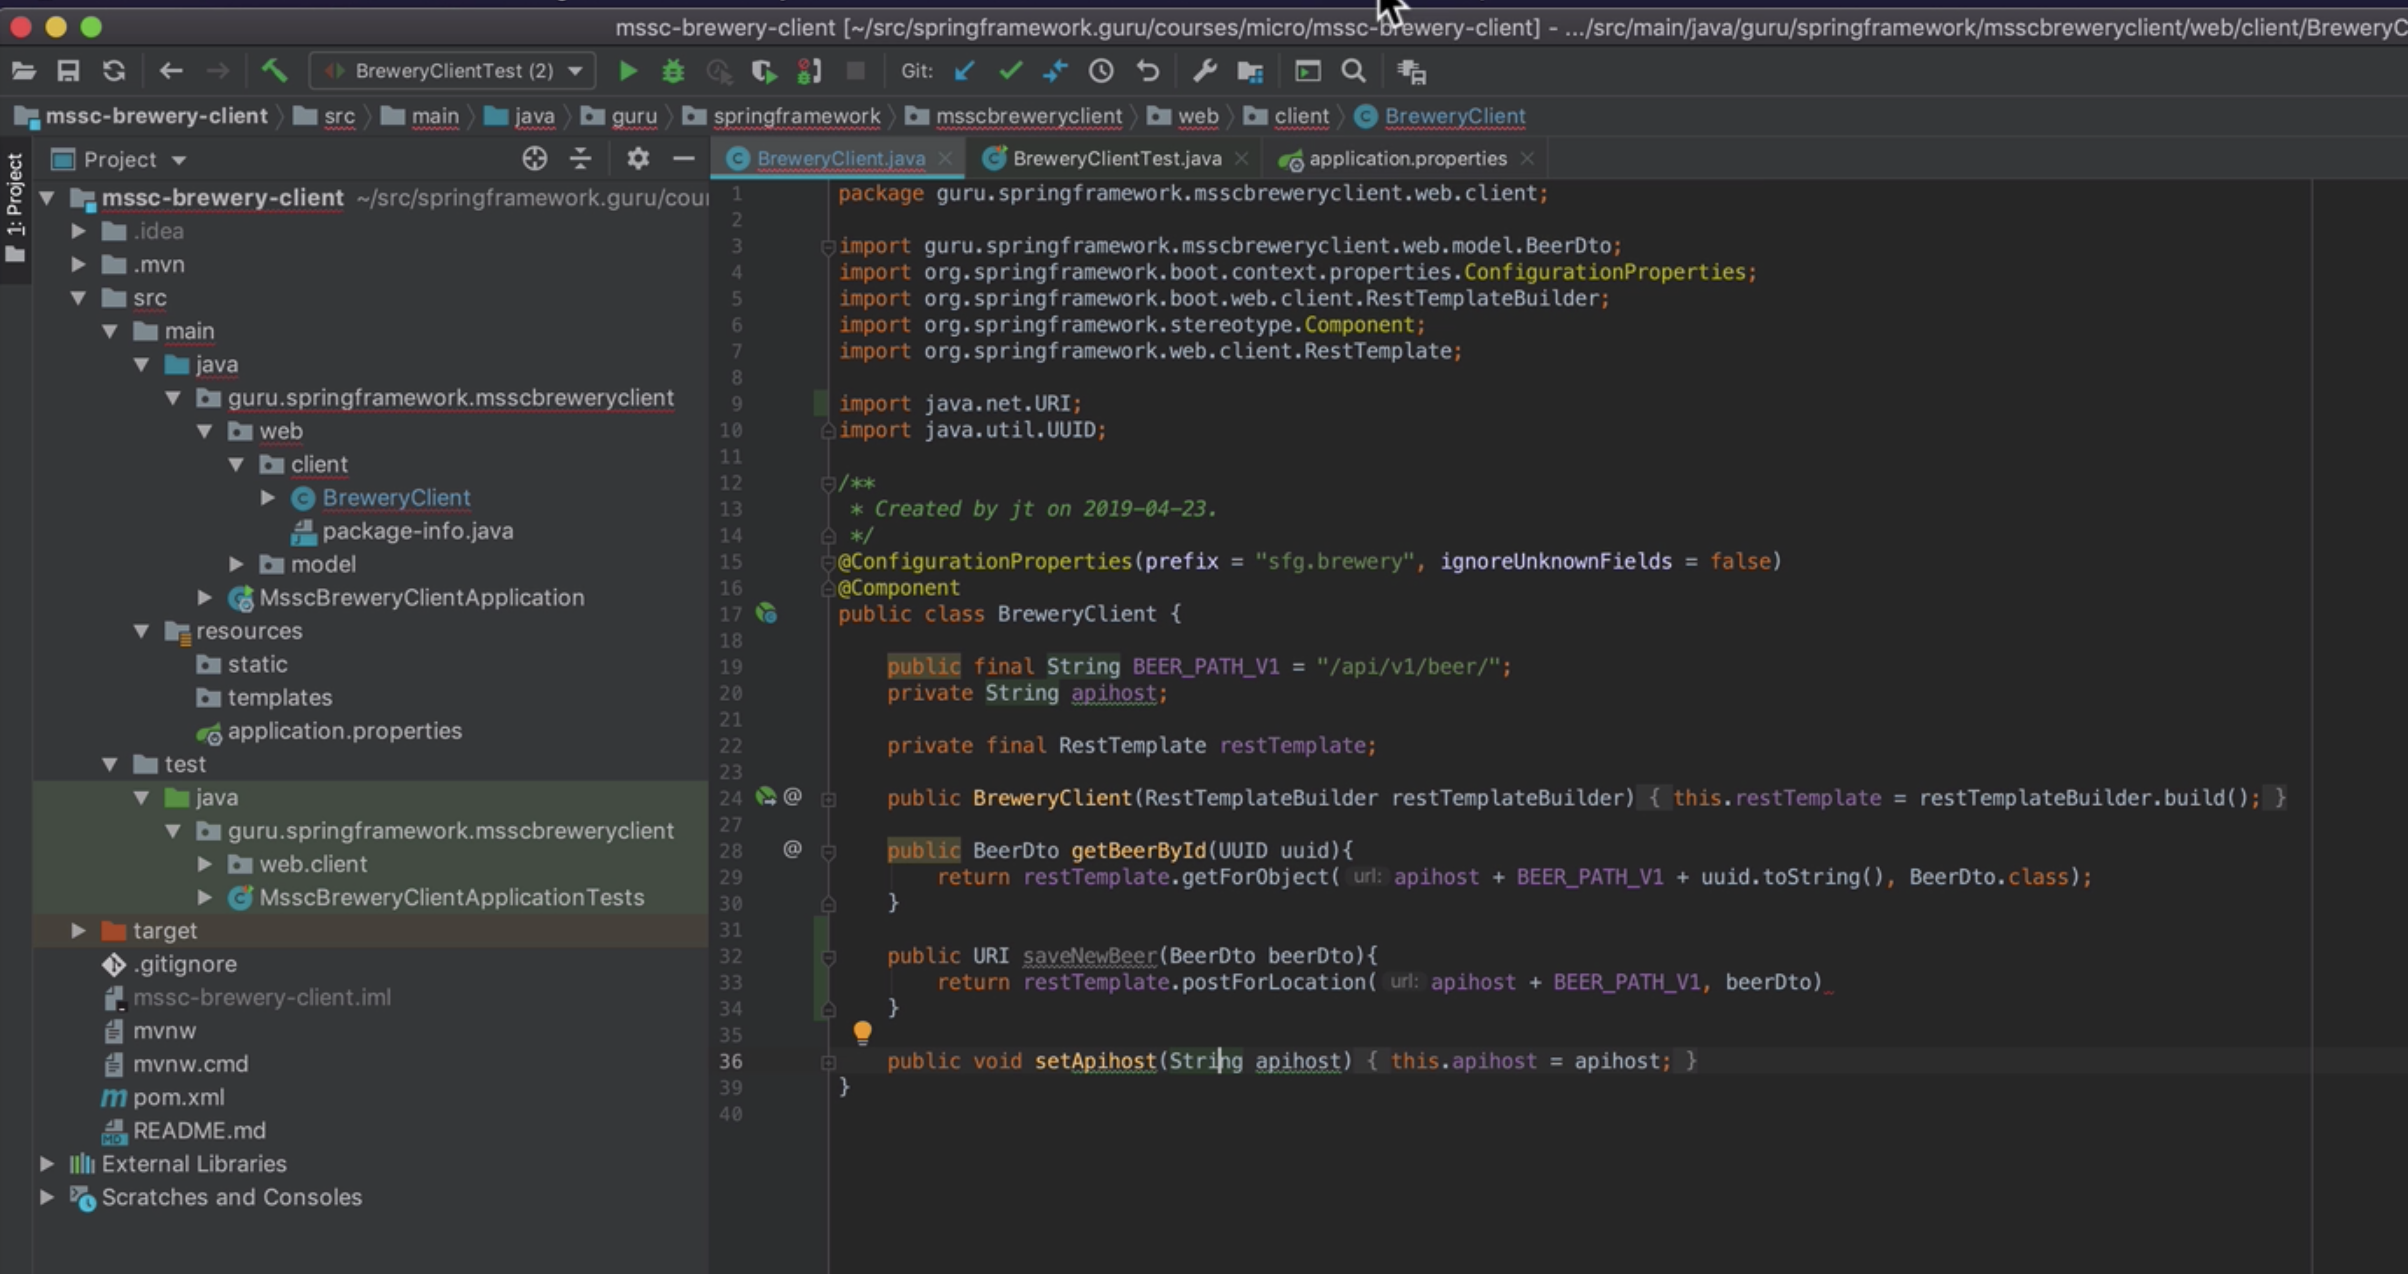 mssc-brewery-client [~/src/springframework.guru/courses/micro/mssc-brewery-client] - .../src/main/java/guru/springframework/msscbreweryclient/web/client/BreweryC
BreweryClientTest (2) Git:
mssc-brewery-client src main java guru springframework msscbreweryclient web client BreweryClient
1: Project
Project
mssc-brewery-client ~/src/springframework.guru/cour
.idea
.mvn
src
main
java
guru.springframework.msscbreweryclient
web
client
BreweryClient
package-info.java
model
MsscBreweryClientApplication
resources
static
templates
application.properties
test
java
guru.springframework.msscbreweryclient
web.client
MsscBreweryClientApplicationTests
target
.gitignore
mssc-brewery-client.iml
mvnw
mvnw.cmd
pom.xml
README.md
External Libraries
Scratches and Consoles
BreweryClient.java BreweryClientTest.java application.properties
1 package guru.springframework.msscbreweryclient.web.client;
2
3 import guru.springframework.msscbreweryclient.web.model.BeerDto;
4 import org.springframework.boot.context.properties.ConfigurationProperties;
5 import org.springframework.boot.web.client.RestTemplateBuilder;
6 import org.springframework.stereotype.Component;
7 import org.springframework.web.client.RestTemplate;
8
9 import java.net.URI;
10 import java.util.UUID;
11
12 /**
13 * Created by jt on 2019-04-23.
14 */
15 @ConfigurationProperties(prefix = "sfg.brewery", ignoreUnknownFields = false)
16 @Component
17 public class BreweryClient {
18
19 public final String BEER_PATH_V1 = "/api/v1/beer/";
20 private String apihost;
21
22 private final RestTemplate restTemplate;
23
24 @ public BreweryClient(RestTemplateBuilder restTemplateBuilder) { this.restTemplate = restTemplateBuilder.build(); }
27
28 @ public BeerDto getBeerById(UUID uuid){
29 return restTemplate.getForObject( url: apihost + BEER_PATH_V1 + uuid.toString(), BeerDto.class);
30 }
31
32 public URI saveNewBeer(BeerDto beerDto){
33 return restTemplate.postForLocation( url: apihost + BEER_PATH_V1, beerDto)
34 }
35
36 public void setApihost(String apihost) { this.apihost = apihost; }
39 }
40